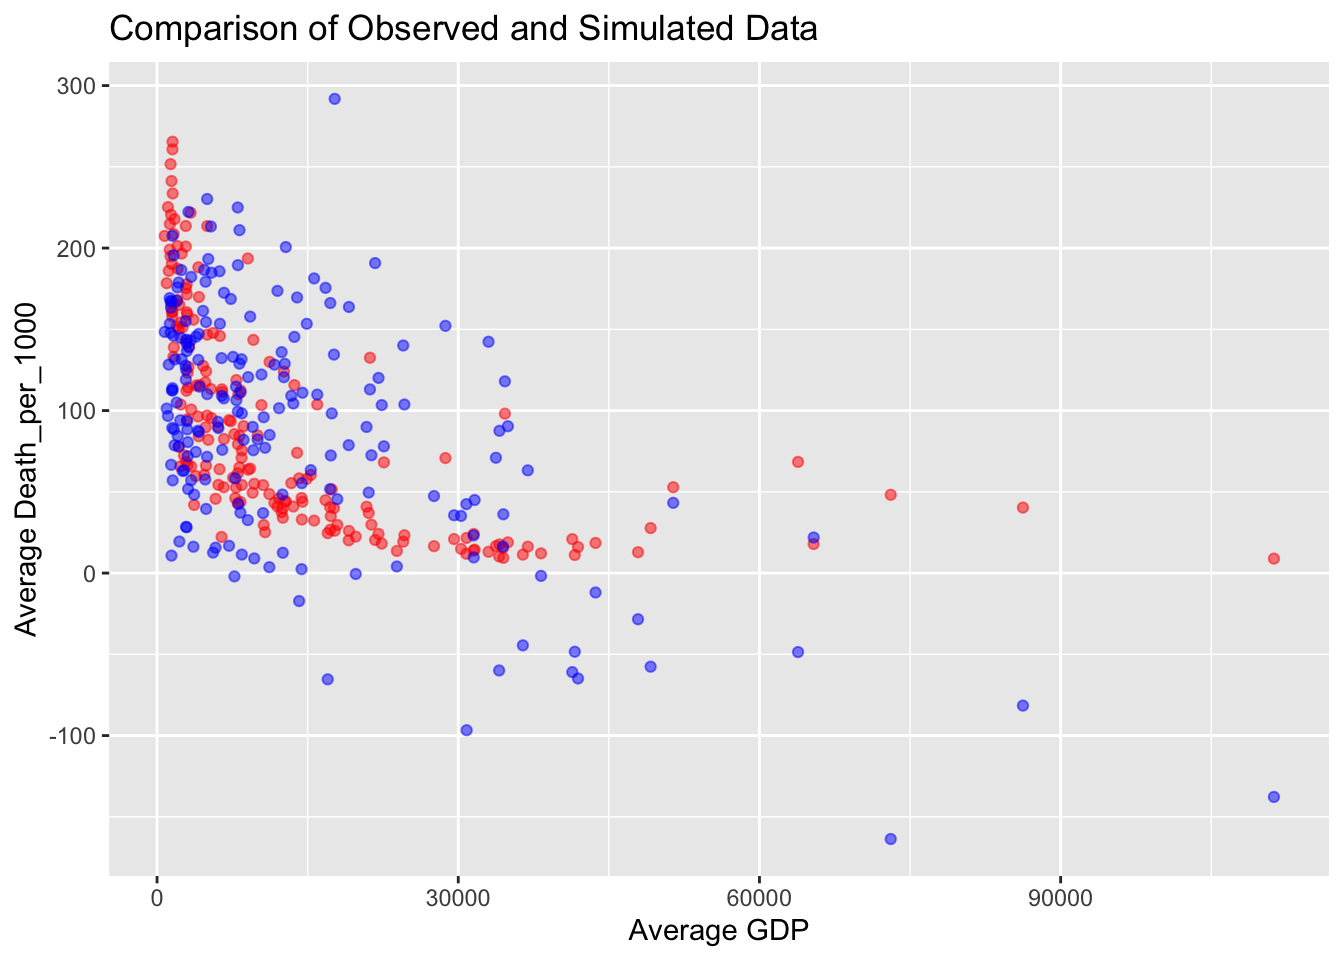 Comparison of Observed and Simulated Data
300
200
100
0
-100
Average Death_per_1000
0 30000 60000 90000
Average GDP